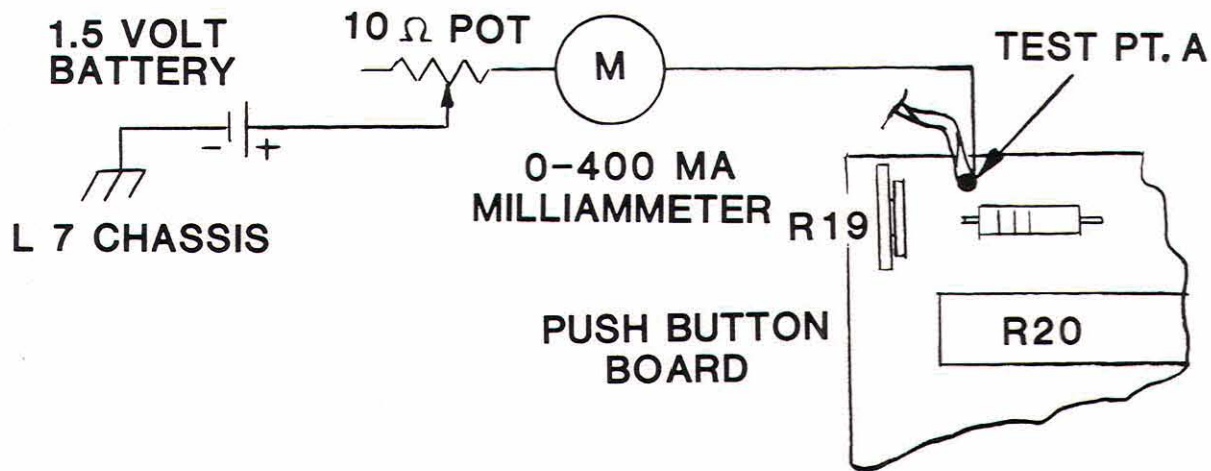 1.5 VOLT
BATTERY
10 Ω POT
M
TEST PT. A
- +
0-400 MA
MILLIAMMETER
L 7 CHASSIS
R19
R20
PUSH BUTTON
BOARD